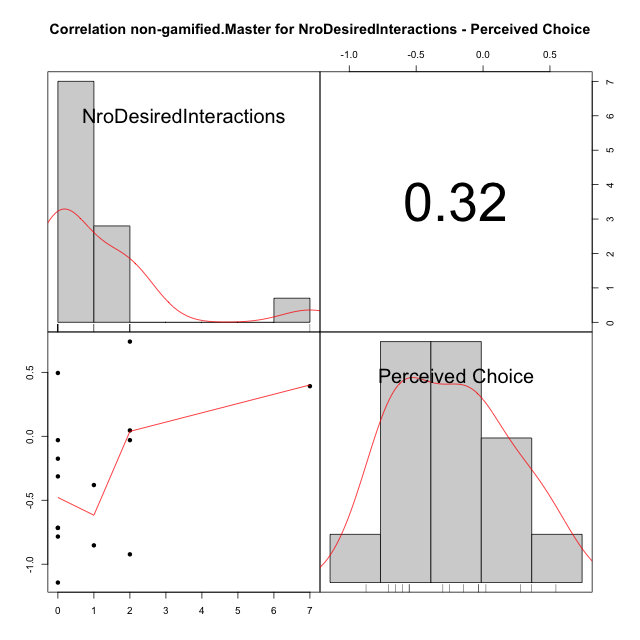 Correlation non-gamified.Master for NroDesiredInteractions - Perceived Choice
-1.0 -0.5 0.0 0.5
NroDesiredInteractions
0.32
7
6
5
4
3
2
1
0
Perceived Choice
0.5
0.0
-0.5
-1.0
0 1 2 3 4 5 6 7